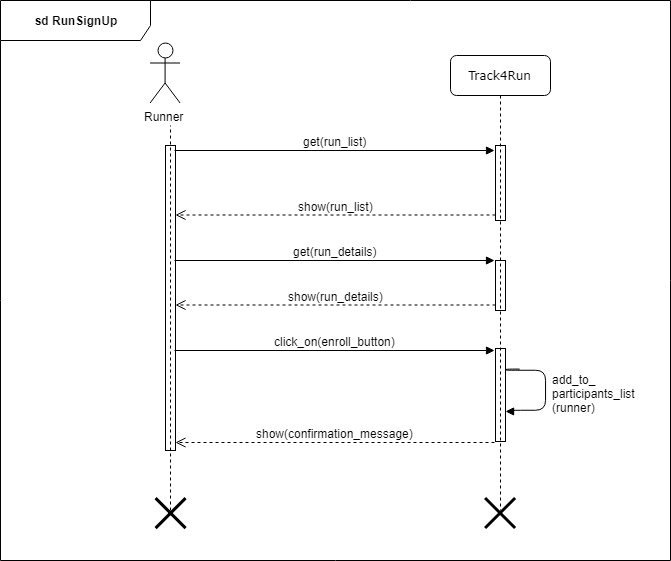 sd RunSignUp
Runner
Track4Run
get(run_list)
show(run_list)
get(run_details)
show(run_details)
click_on(enroll_button)
add_to_
participants_list
(runner)
show(confirmation_message)